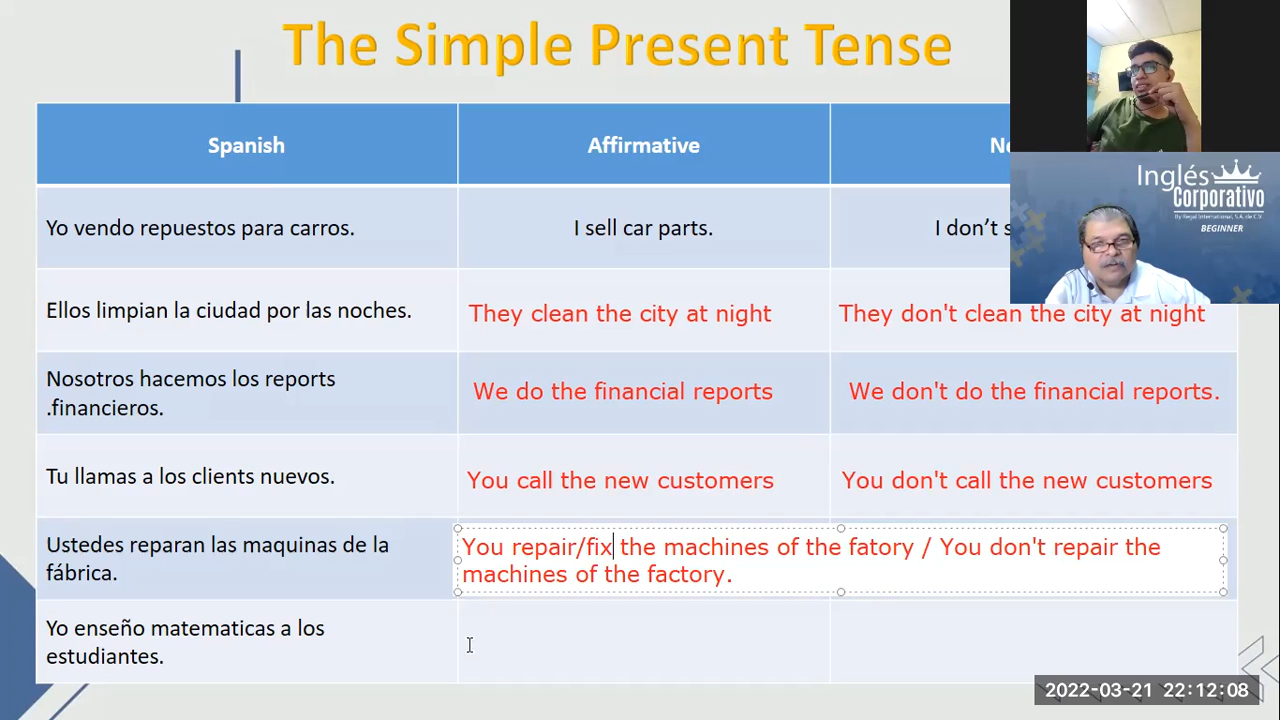 The Simple Present Tense
Spanish
Affirmative
Yo vendo repuestos para carros.
I sell car parts.
I don't
Ellos limpian la ciudad por las noches.
They clean the city at night
They don't clean the city at night
Nosotros hacemos los reports
.financieros.
We do the financial reports
We don't do the financial reports.
Tu llamas a los clients nuevos.
You call the new customers
You don't call the new customers
Ustedes reparan las maquinas de la
fábrica.
You repair/fix the machines of the fatory / You don't repair the
machines of the factory.
Yo enseño matematicas a los
estudiantes.
Inglés
Corporativo
By Regal International, S.A. de C.V.
BEGINNER
2022-03-21 22:12:08